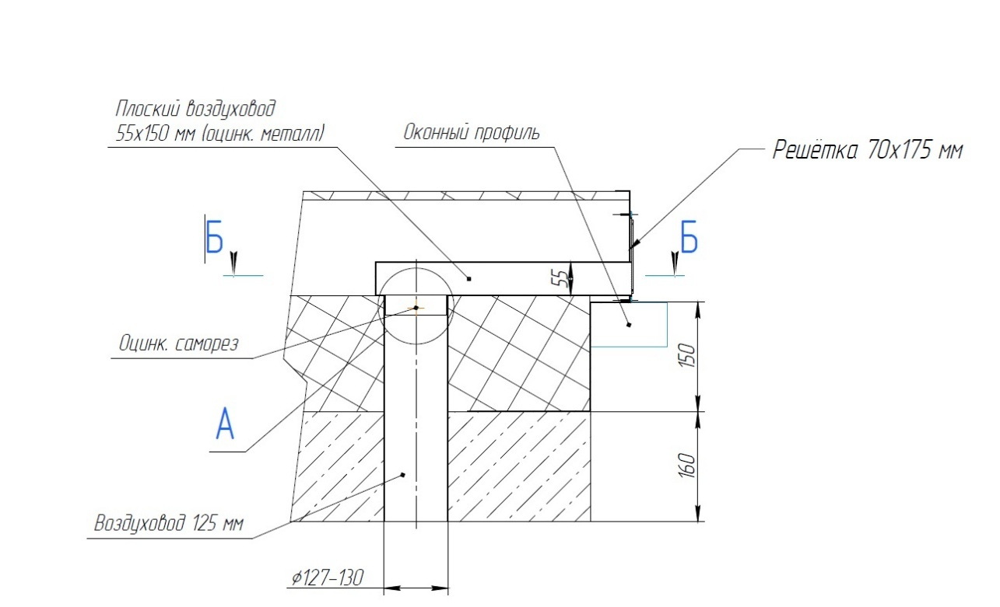 Плоский воздуховод
55х150 мм (оцинк. металл)
Оконный профиль
Решётка 70х175 мм
Б
Б
55
Оцинк. саморез
150
А
160
Воздуховод 125 мм
⌀127-130